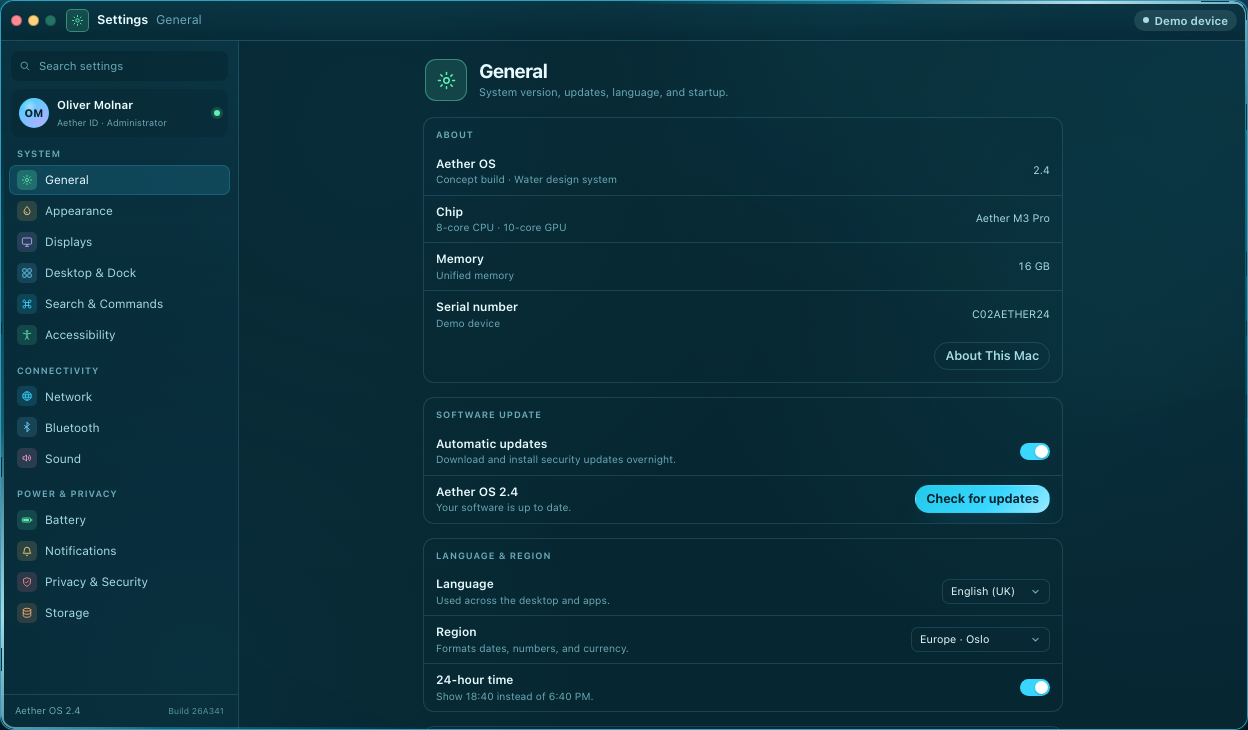 Settings General
Demo device
Search settings
OM
Oliver Molnar
Aether ID · Administrator
SYSTEM
General
Appearance
Displays
Desktop & Dock
Search & Commands
Accessibility
CONNECTIVITY
Network
Bluetooth
Sound
POWER & PRIVACY
Battery
Notifications
Privacy & Security
Storage
Aether OS 2.4
Build 26A341
General
System version, updates, language, and startup.
ABOUT
Aether OS
Concept build · Water design system
2.4
Chip
8-core CPU · 10-core GPU
Aether M3 Pro
Memory
Unified memory
16 GB
Serial number
Demo device
C02AETHER24
About This Mac
SOFTWARE UPDATE
Automatic updates
Download and install security updates overnight.
Aether OS 2.4
Your software is up to date.
Check for updates
LANGUAGE & REGION
Language
Used across the desktop and apps.
English (UK)
Region
Formats dates, numbers, and currency.
Europe · Oslo
24-hour time
Show 18:40 instead of 6:40 PM.